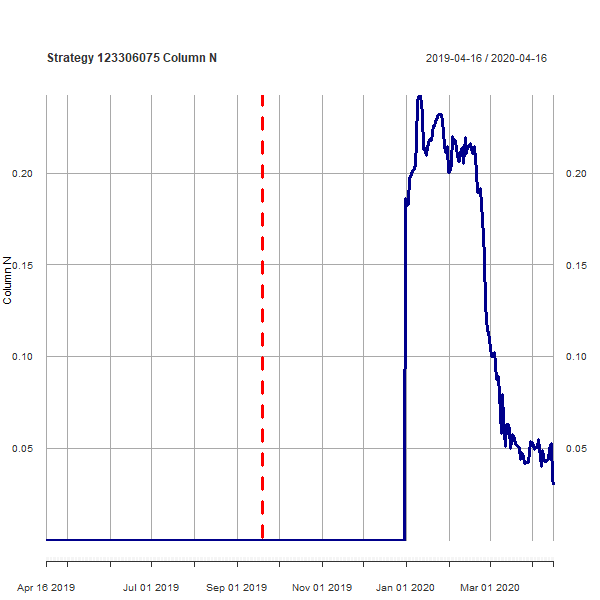 Strategy 123306075 Column N
2019-04-16 / 2020-04-16
0.20
0.20
0.15
0.15
Column N
0.10
0.10
0.05
0.05
Apr 16 2019
Jul 01 2019
Sep 01 2019
Nov 01 2019
Jan 01 2020
Mar 01 2020